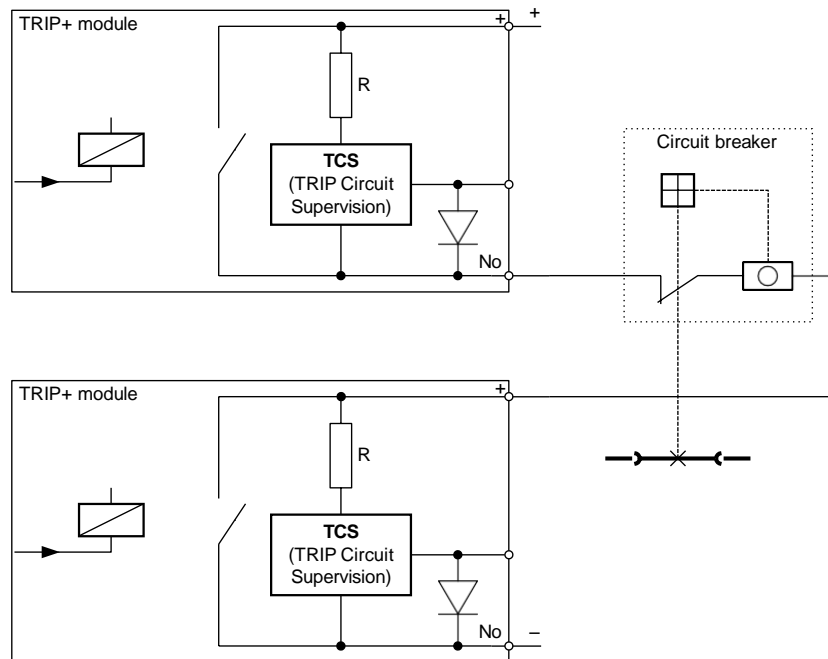 TRIP+ module
+
+
R
TCS
(TRIP Circuit
Supervision)
No
Circuit breaker
TRIP+ module
+
R
TCS
(TRIP Circuit
Supervision)
No
–